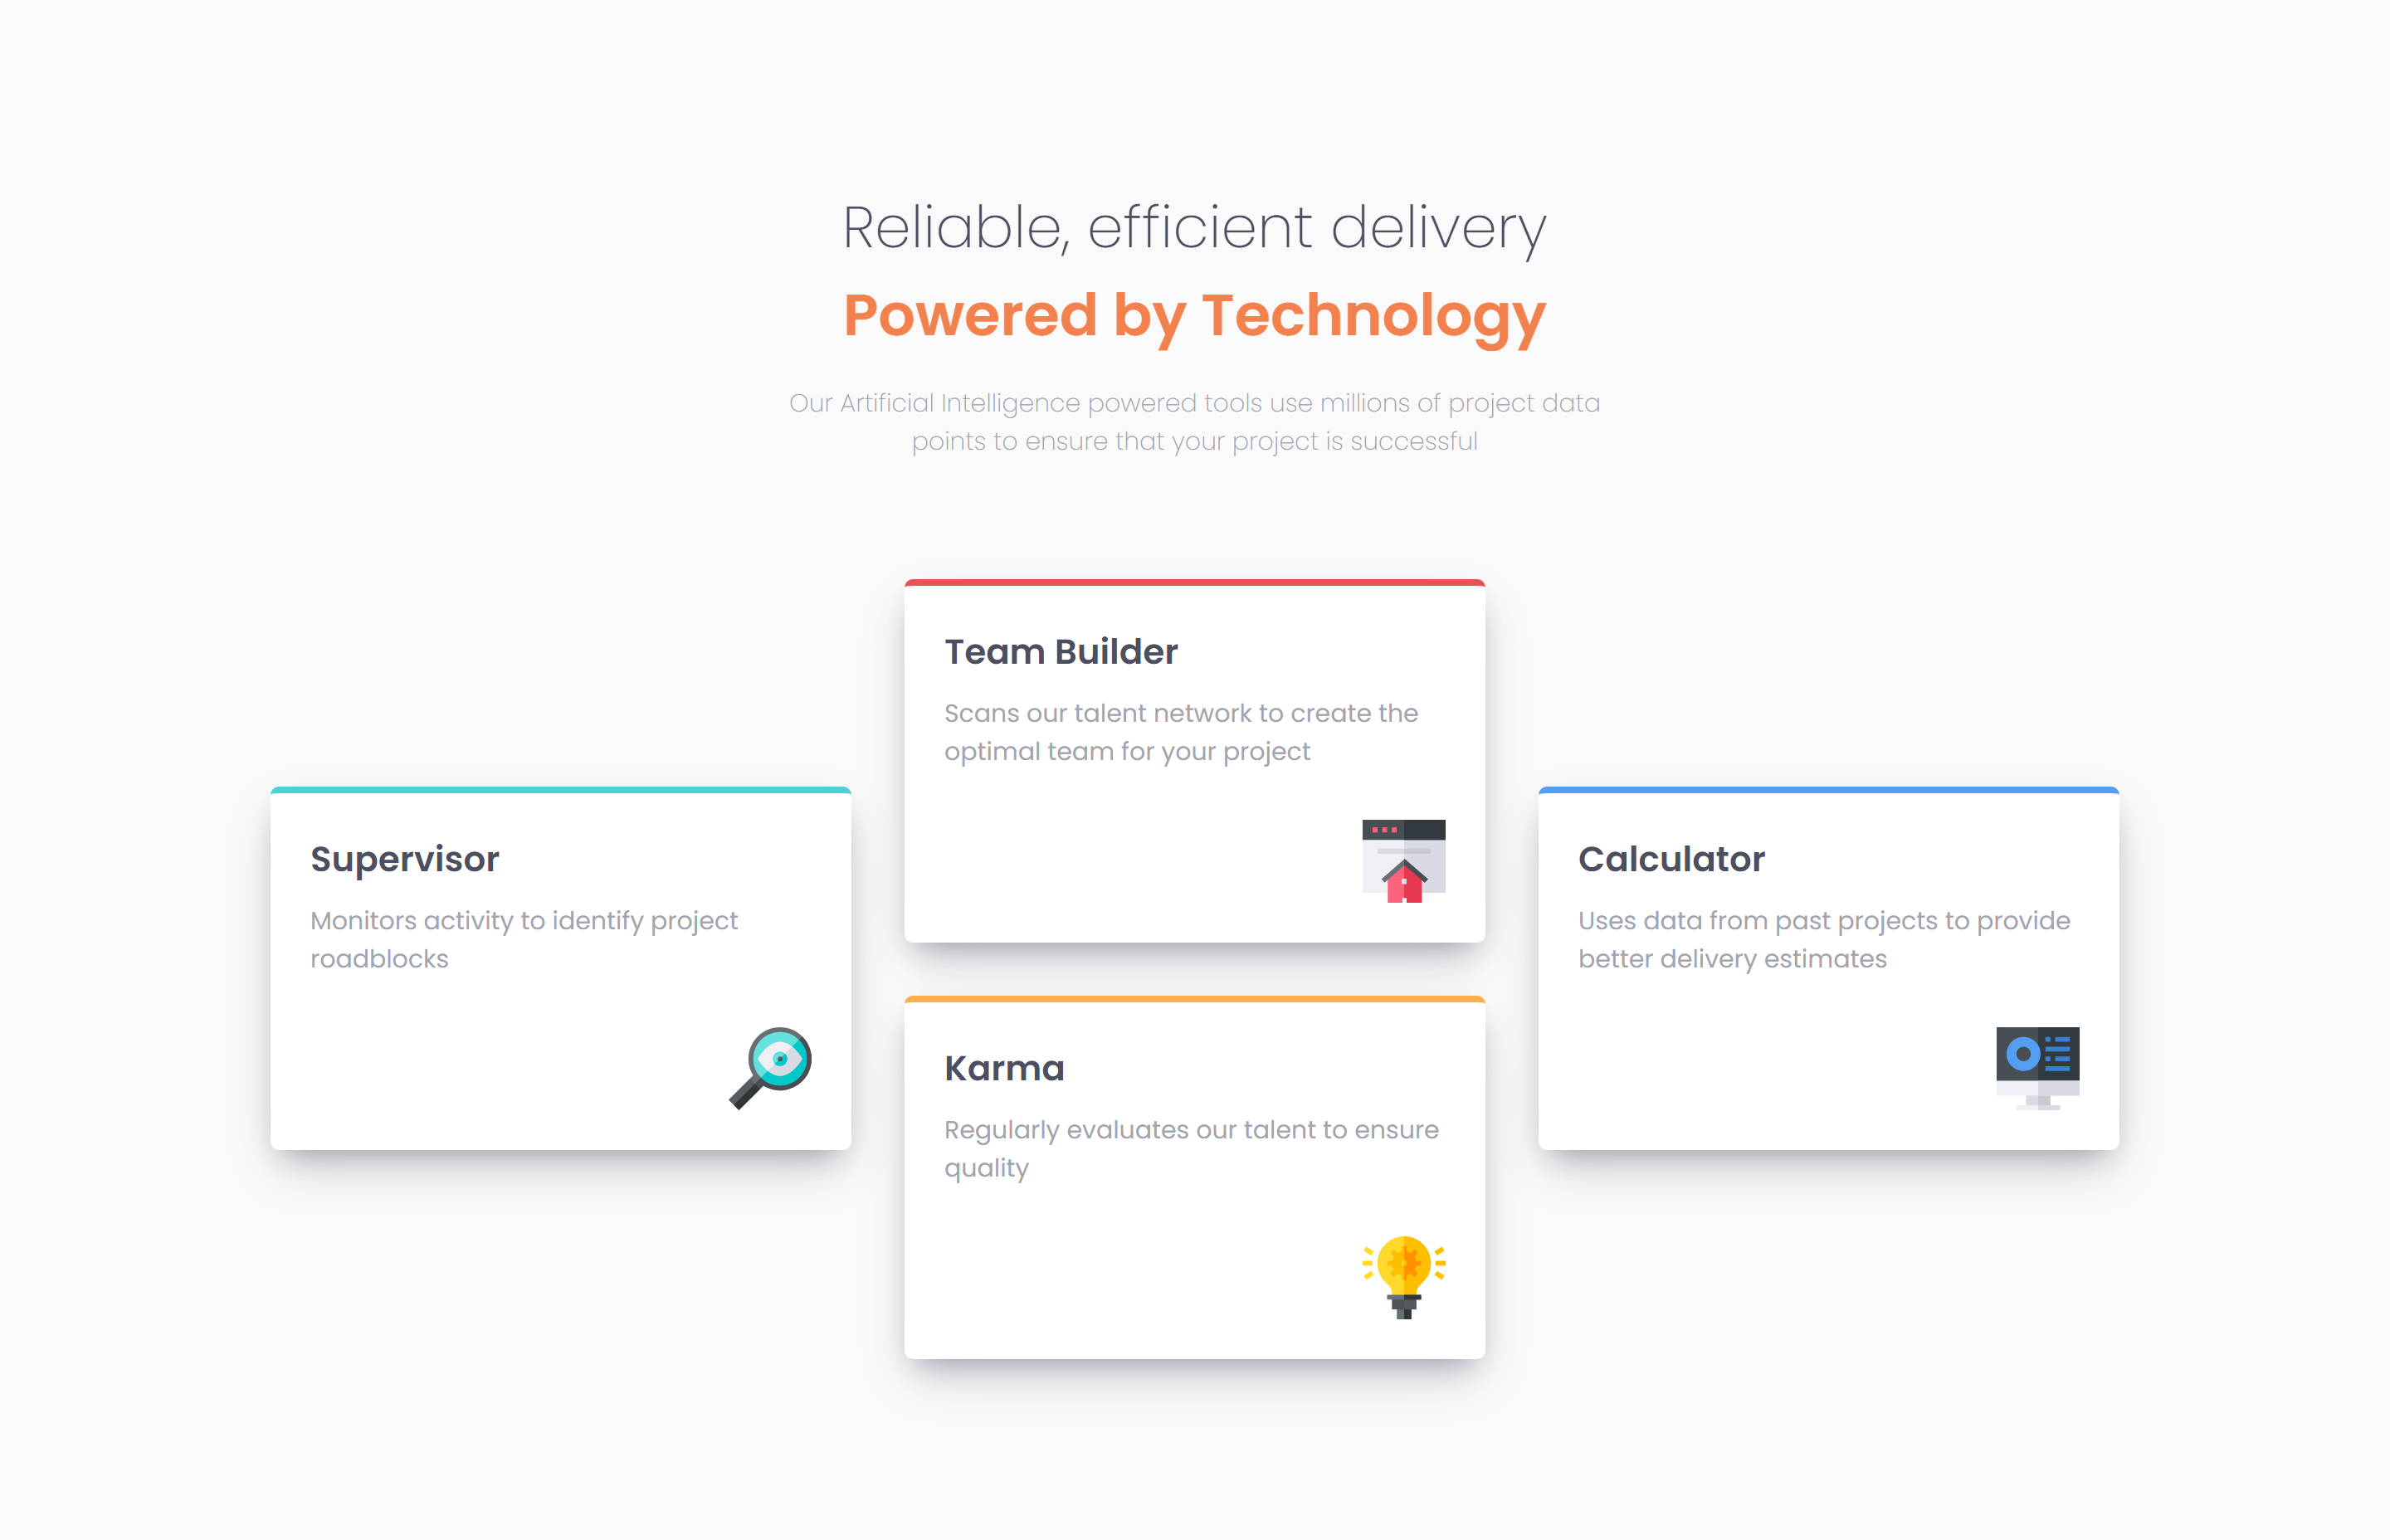 Reliable, efficient delivery
Powered by Technology
Our Artificial Intelligence powered tools use millions of project data
points to ensure that your project is successful
Supervisor
Monitors activity to identify project
roadblocks
Team Builder
Scans our talent network to create the
optimal team for your project
Karma
Regularly evaluates our talent to ensure
quality
Calculator
Uses data from past projects to provide
better delivery estimates